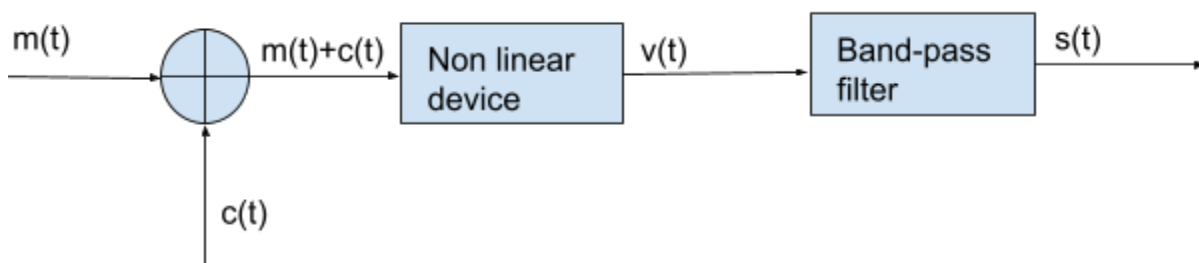 m(t)
m(t)+c(t)
Non linear
device
v(t)
Band-pass
filter
s(t)
c(t)